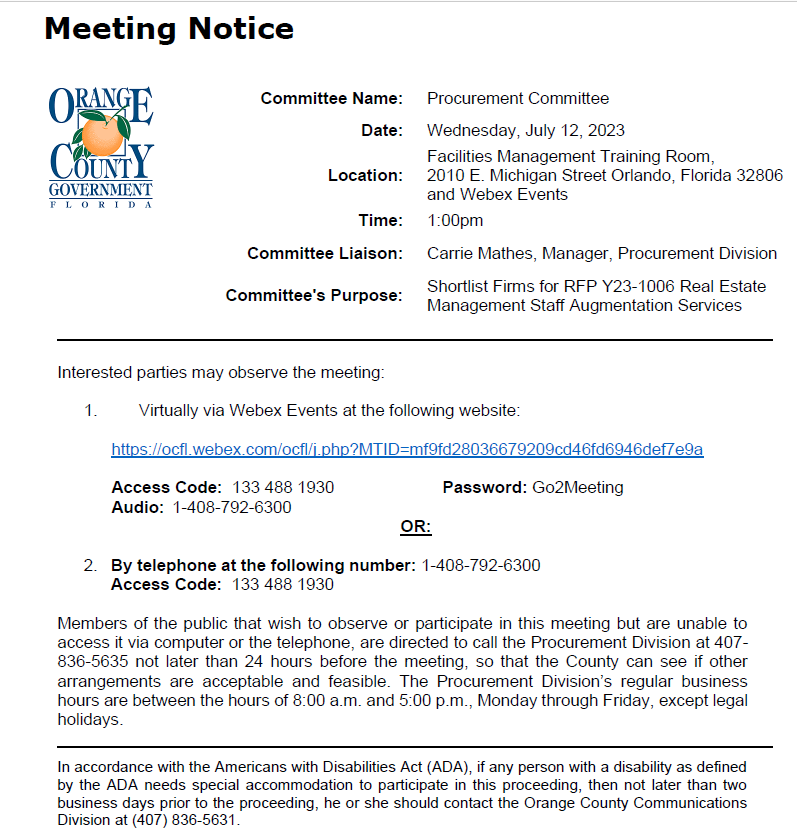 Meeting Notice
ORANGE
COUNTY
GOVERNMENT
FLORIDA
Committee Name: Procurement Committee
Date: Wednesday, July 12, 2023
Location: Facilities Management Training Room,
2010 E. Michigan Street Orlando, Florida 32806
and Webex Events
Time: 1:00pm
Committee Liaison: Carrie Mathes, Manager, Procurement Division
Committee's Purpose: Shortlist Firms for RFP Y23-1006 Real Estate
Management Staff Augmentation Services
Interested parties may observe the meeting:
1. Virtually via Webex Events at the following website:
https://ocfl.webex.com/ocfl/j.php?MTID=mf9fd28036679209cd46fd6946def7e9a
Access Code: 133 488 1930 Password: Go2Meeting
Audio: 1-408-792-6300
OR:
2. By telephone at the following number: 1-408-792-6300
Access Code: 133 488 1930
Members of the public that wish to observe or participate in this meeting but are unable to
access it via computer or the telephone, are directed to call the Procurement Division at 407-
836-5635 not later than 24 hours before the meeting, so that the County can see if other
arrangements are acceptable and feasible. The Procurement Division's regular business
hours are between the hours of 8:00 a.m. and 5:00 p.m., Monday through Friday, except legal
holidays.
In accordance with the Americans with Disabilities Act (ADA), if any person with a disability as defined
by the ADA needs special accommodation to participate in this proceeding, then not later than two
business days prior to the proceeding, he or she should contact the Orange County Communications
Division at (407) 836-5631.